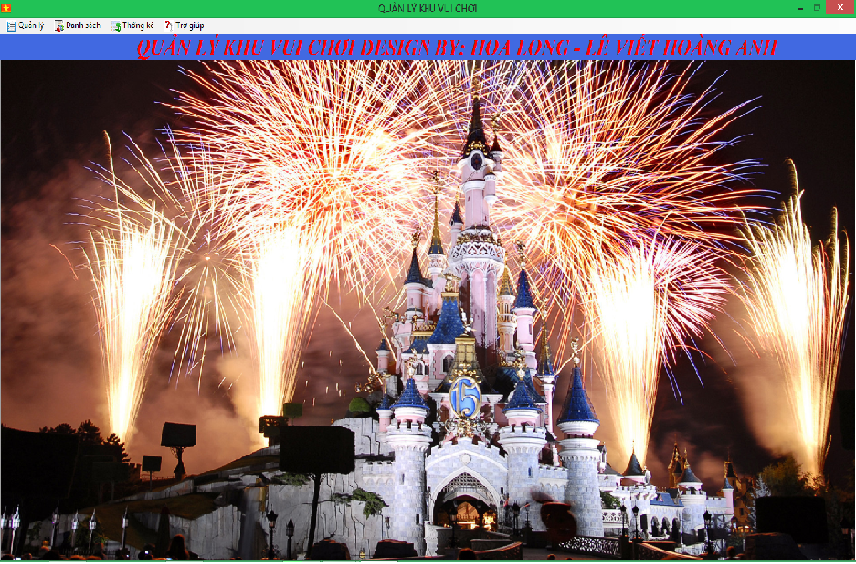 QUẢN LÝ KHU VUI CHƠI
Quản lý Danh sách Thống kê Trợ giúp
QUẢN LÝ KHU VUI CHƠI DESIGN BY: HOA LONG - LÊ VIẾT HOÀNG ANH
15